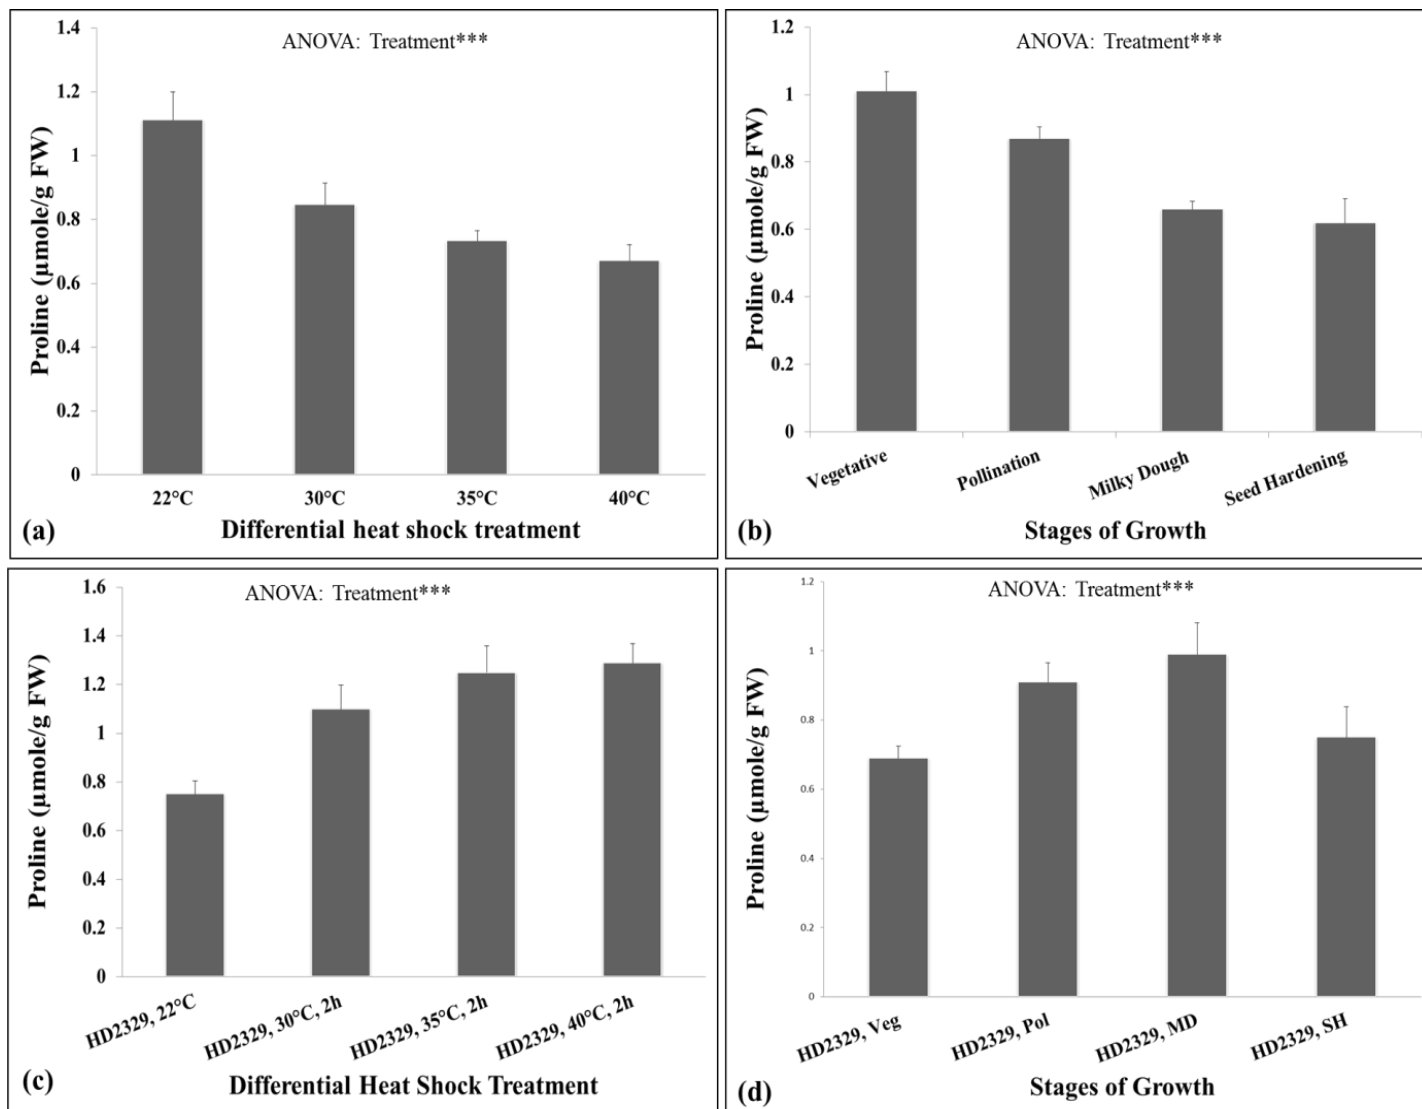 ANOVA: Treatment***
Proline (µmole/g FW)
1.4
1.2
1
0.8
0.6
0.4
0.2
0
22°C
30°C
35°C
40°C
(a)
Differential heat shock treatment
ANOVA: Treatment***
Proline (µmole/g FW)
1.2
1
0.8
0.6
0.4
0.2
0
Vegetative
Pollination
Milky Dough
Seed Hardening
(b)
Stages of Growth
ANOVA: Treatment***
Proline (µmole/g FW)
1.6
1.4
1.2
1
0.8
0.6
0.4
0.2
0
HD2329, 22°C
HD2329, 30°C, 2h
HD2329, 35°C, 2h
HD2329, 40°C, 2h
(c)
Differential Heat Shock Treatment
ANOVA: Treatment***
Proline (µmole/g FW)
1.2
1
0.8
0.6
0.4
0.2
0
HD2329, Veg
HD2329, Pol
HD2329, MD
HD2329, SH
(d)
Stages of Growth